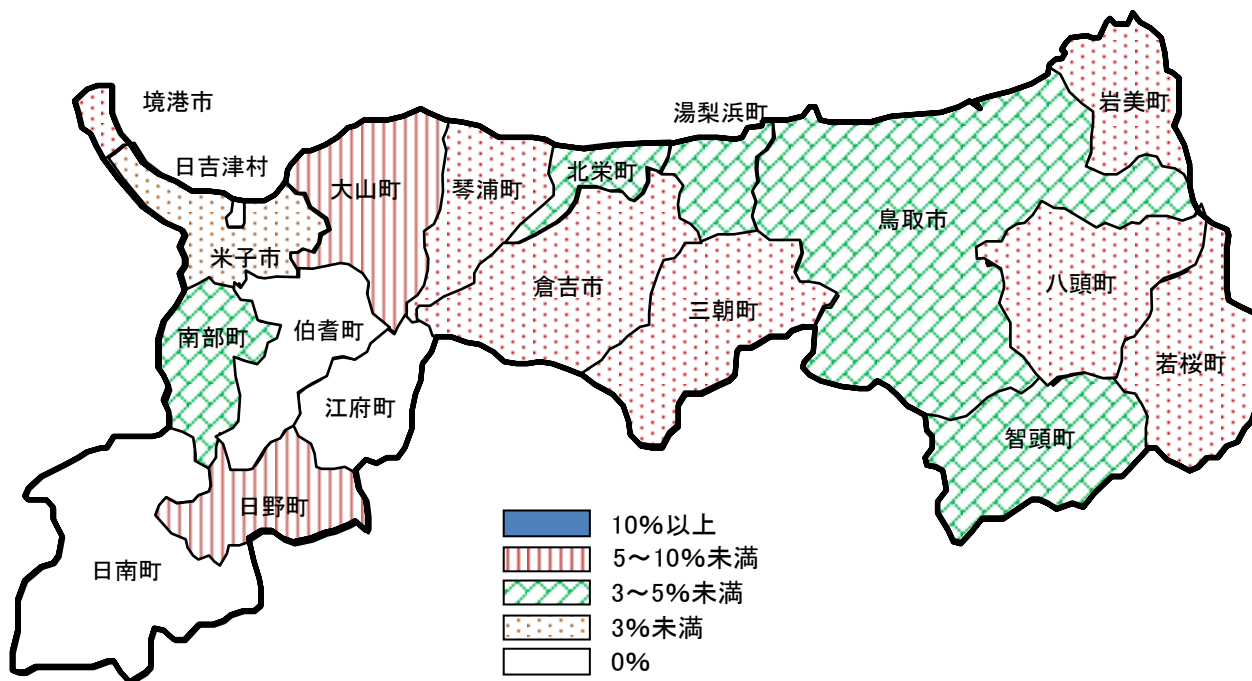 境港市
湯梨浜町
岩美町
日吉津村
大山町
琴浦町
北栄町
鳥取市
米子市
倉吉市
三朝町
八頭町
南部町
伯耆町
若桜町
江府町
智頭町
日野町
日南町
10%以上
5～10%未満
3～5%未満
3%未満
0%